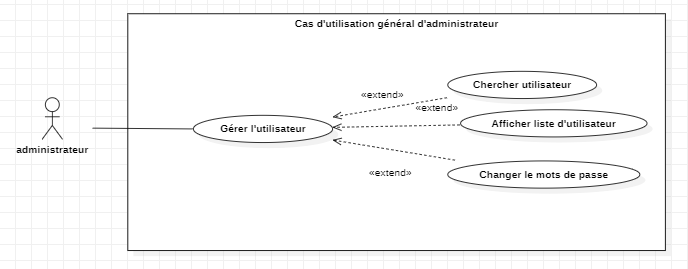 Cas d'utilisation général d'administrateur
Chercher utilisateur
«extend»
«extend»
Afficher liste d'utilisateur
Gérer l'utilisateur
administrateur
«extend»
Changer le mots de passe